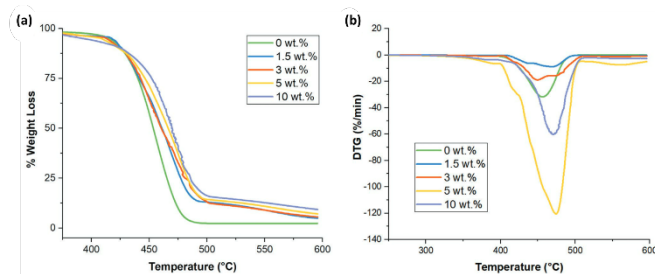 (a)
100
75
50
25
0
% Weight Loss
400
450
500
550
600
Temperature (°C)
0 wt.%
1.5 wt.%
3 wt.%
5 wt.%
10 wt.%
(b)
0
-20
-40
-60
-80
-100
-120
-140
DTG (%/min)
300
400
500
600
Temperature (°C)
0 wt.%
1.5 wt.%
3 wt.%
5 wt.%
10 wt.%